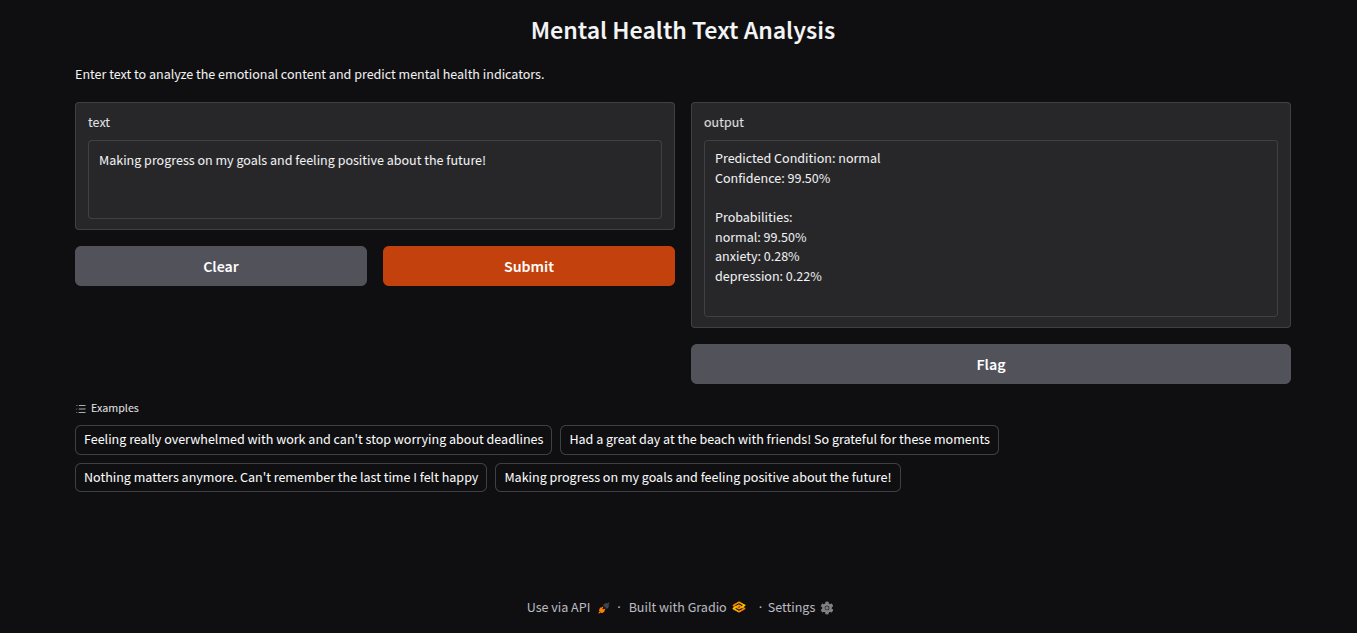 Mental Health Text Analysis
Enter text to analyze the emotional content and predict mental health indicators.
text
Making progress on my goals and feeling positive about the future!
Clear
Submit
output
Predicted Condition: normal
Confidence: 99.50%
Probabilities:
normal: 99.50%
anxiety: 0.28%
depression: 0.22%
Flag
Examples
Feeling really overwhelmed with work and can't stop worrying about deadlines
Had a great day at the beach with friends! So grateful for these moments
Nothing matters anymore. Can't remember the last time I felt happy
Making progress on my goals and feeling positive about the future!
Use via API · Built with Gradio · Settings